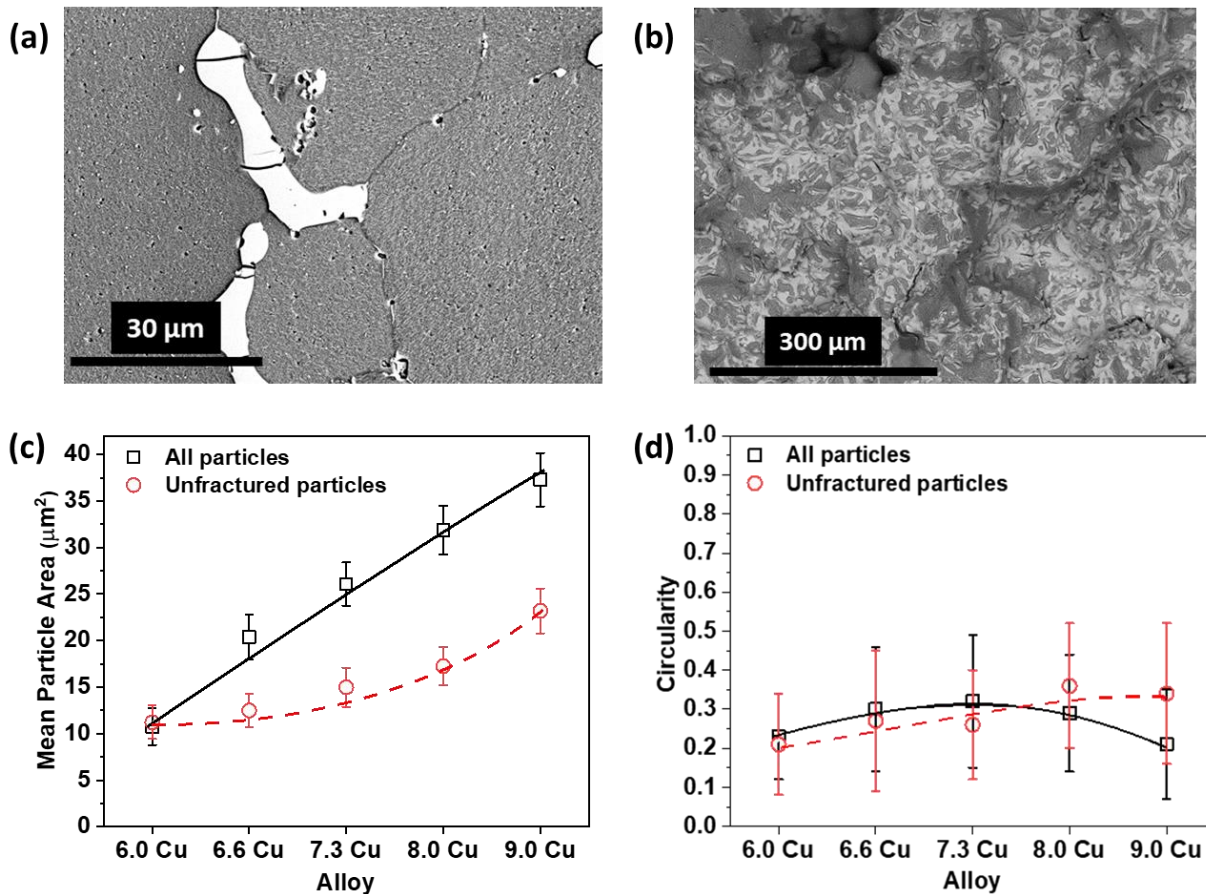 (a)
30 µm
(b)
300 µm
(c)
Mean Particle Area (µm²)
40
35
30
25
20
15
10
5
0
All particles
Unfractured particles
6.0 Cu 6.6 Cu 7.3 Cu 8.0 Cu 9.0 Cu
Alloy
(d)
Circularity
1.0
0.9
0.8
0.7
0.6
0.5
0.4
0.3
0.2
0.1
0.0
All particles
Unfractured particles
6.0 Cu 6.6 Cu 7.3 Cu 8.0 Cu 9.0 Cu
Alloy